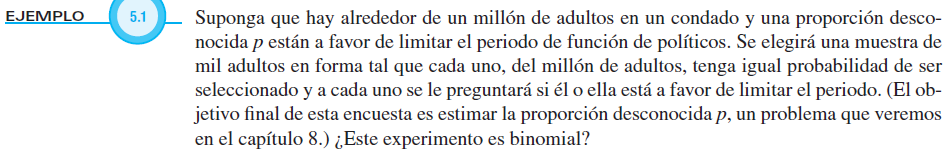 EJEMPLO 5.1 Suponga que hay alrededor de un millón de adultos en un condado y una proporción desco-
nocida p están a favor de limitar el periodo de función de políticos. Se elegirá una muestra de
mil adultos en forma tal que cada uno, del millón de adultos, tenga igual probabilidad de ser
seleccionado y a cada uno se le preguntará si él o ella está a favor de limitar el periodo. (El ob-
jetivo final de esta encuesta es estimar la proporción desconocida p, un problema que veremos
en el capítulo 8.) ¿Este experimento es binomial?